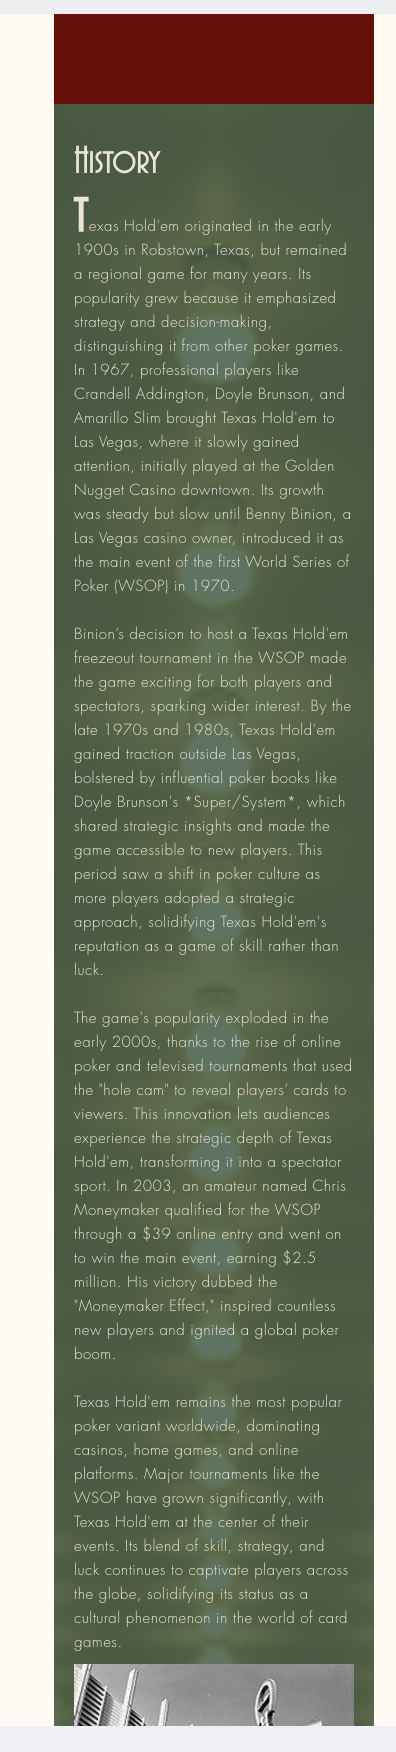 History
Texas Hold'em originated in the early
1900s in Robstown, Texas, but remained
a regional game for many years. Its
popularity grew because it emphasized
strategy and decision-making,
distinguishing it from other poker games.
In 1967, professional players like
Crandell Addington, Doyle Brunson, and
Amarillo Slim brought Texas Hold'em to
Las Vegas, where it slowly gained
attention, initially played at the Golden
Nugget Casino downtown. Its growth
was steady but slow until Benny Binion, a
Las Vegas casino owner, introduced it as
the main event of the first World Series of
Poker (WSOP) in 1970.
Binion’s decision to host a Texas Hold'em
freezeout tournament in the WSOP made
the game exciting for both players and
spectators, sparking wider interest. By the
late 1970s and 1980s, Texas Hold'em
gained traction outside Las Vegas,
bolstered by influential poker books like
Doyle Brunson's *Super/System*, which
shared strategic insights and made the
game accessible to new players. This
period saw a shift in poker culture as
more players adopted a strategic
approach, solidifying Texas Hold'em's
reputation as a game of skill rather than
luck.
The game's popularity exploded in the
early 2000s, thanks to the rise of online
poker and televised tournaments that used
the "hole cam" to reveal players’ cards to
viewers. This innovation lets audiences
experience the strategic depth of Texas
Hold'em, transforming it into a spectator
sport. In 2003, an amateur named Chris
Moneymaker qualified for the WSOP
through a $39 online entry and went on
to win the main event, earning $2.5
million. His victory dubbed the
"Moneymaker Effect," inspired countless
new players and ignited a global poker
boom.
Texas Hold'em remains the most popular
poker variant worldwide, dominating
casinos, home games, and online
platforms. Major tournaments like the
WSOP have grown significantly, with
Texas Hold'em at the center of their
events. Its blend of skill, strategy, and
luck continues to captivate players across
the globe, solidifying its status as a
cultural phenomenon in the world of card
games.